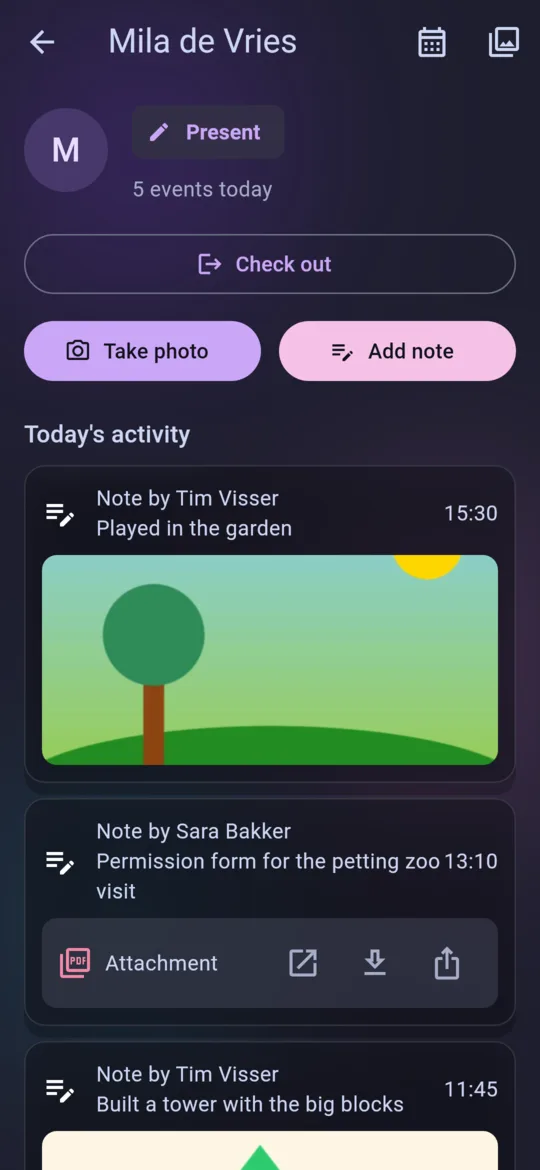 Mila de Vries
M
Present
5 events today
Check out
Take photo
Add note
Today's activity
Note by Tim Visser
Played in the garden
15:30
Note by Sara Bakker
Permission form for the petting zoo
visit
13:10
PDF
Attachment
Note by Tim Visser
Built a tower with the big blocks
11:45